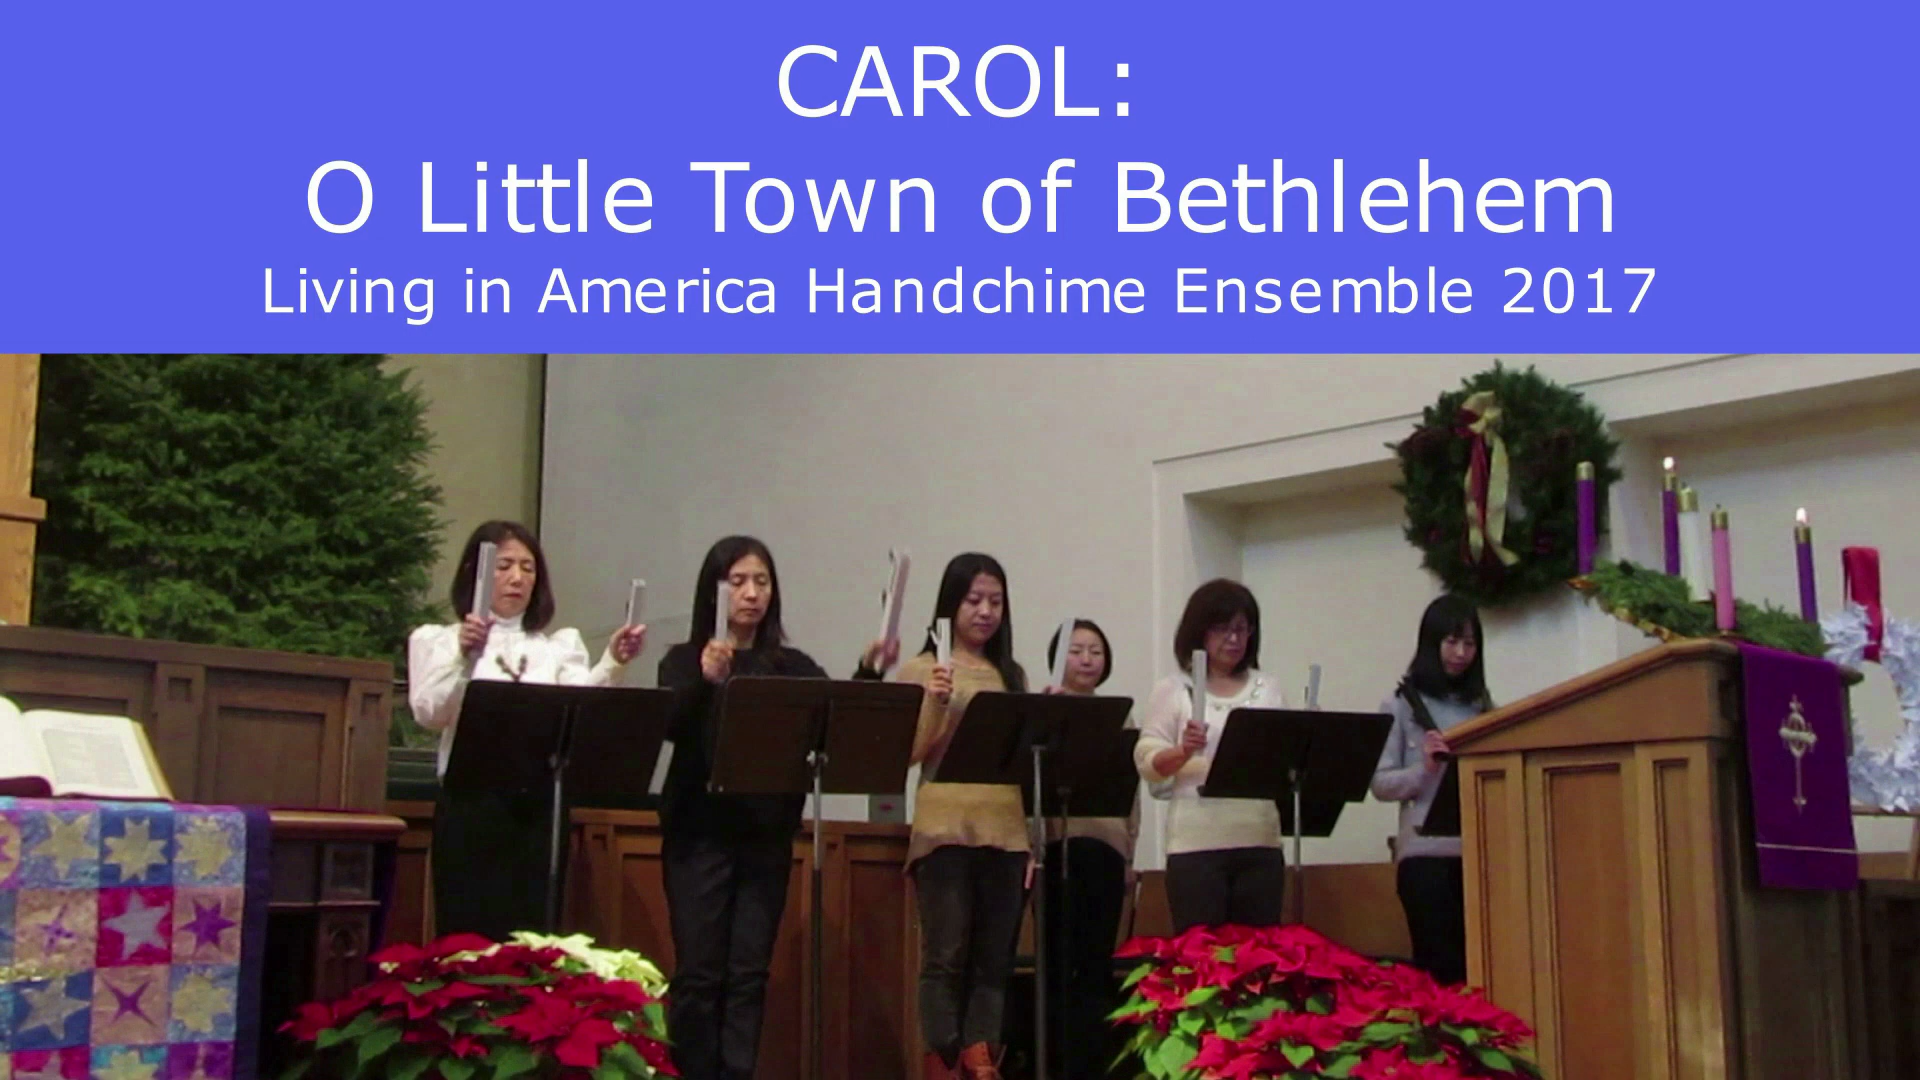 CAROL:
O Little Town of Bethlehem
Living in America Handchime Ensemble 2017